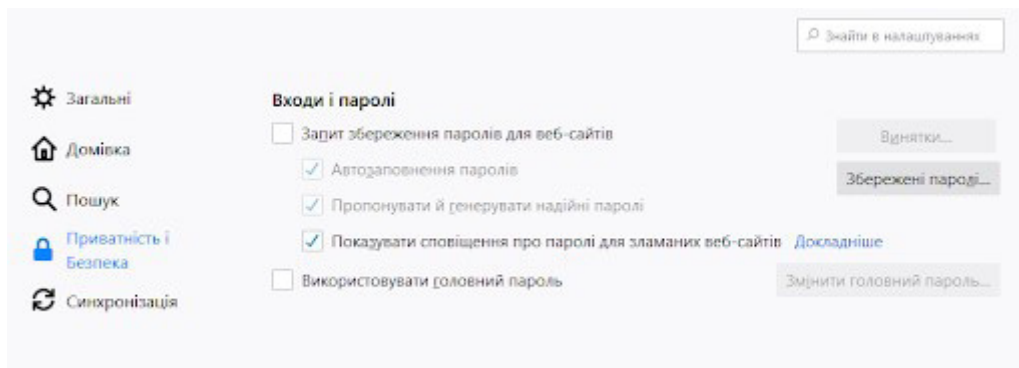 Знайти в налаштуваннях
Загальні
Домівка
Пошук
Приватність і
Безпека
Синхронізація
Входи і паролі
Запит збереження паролів для веб-сайтів
Винятки...
Автозаповнення паролів
Збережені паролі...
Пропонувати й генерувати надійні паролі
Показувати сповіщення про паролі для зламаних веб-сайтів Докладніше
Використовувати головний пароль
Змінити головний пароль...